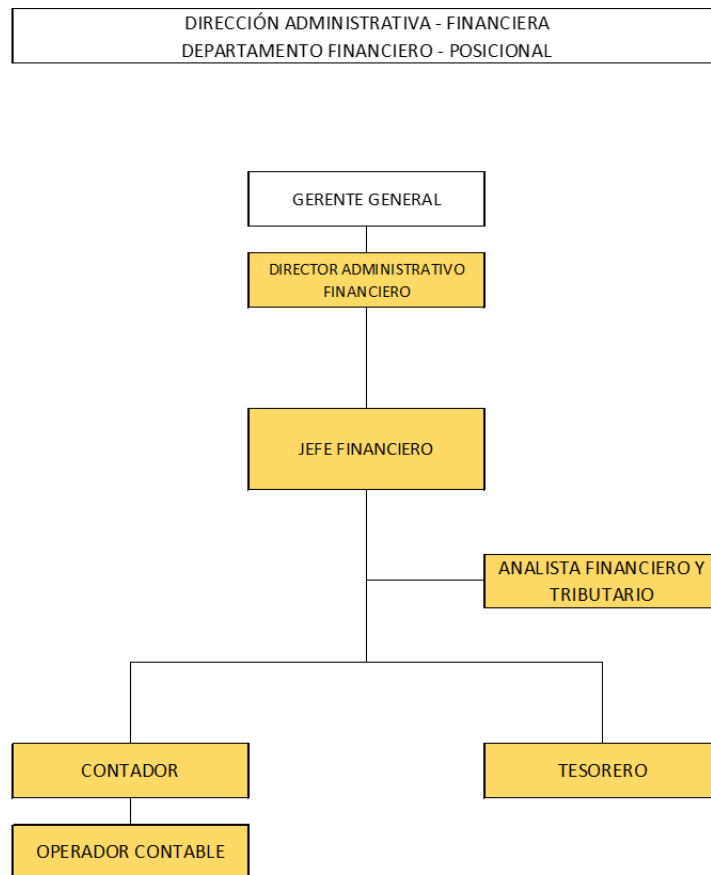 DIRECCIÓN ADMINISTRATIVA - FINANCIERA
DEPARTAMENTO FINANCIERO - POSICIONAL
GERENTE GENERAL
DIRECTOR ADMINISTRATIVO
FINANCIERO
JEFE FINANCIERO
ANALISTA FINANCIERO Y
TRIBUTARIO
CONTADOR
TESORERO
OPERADOR CONTABLE